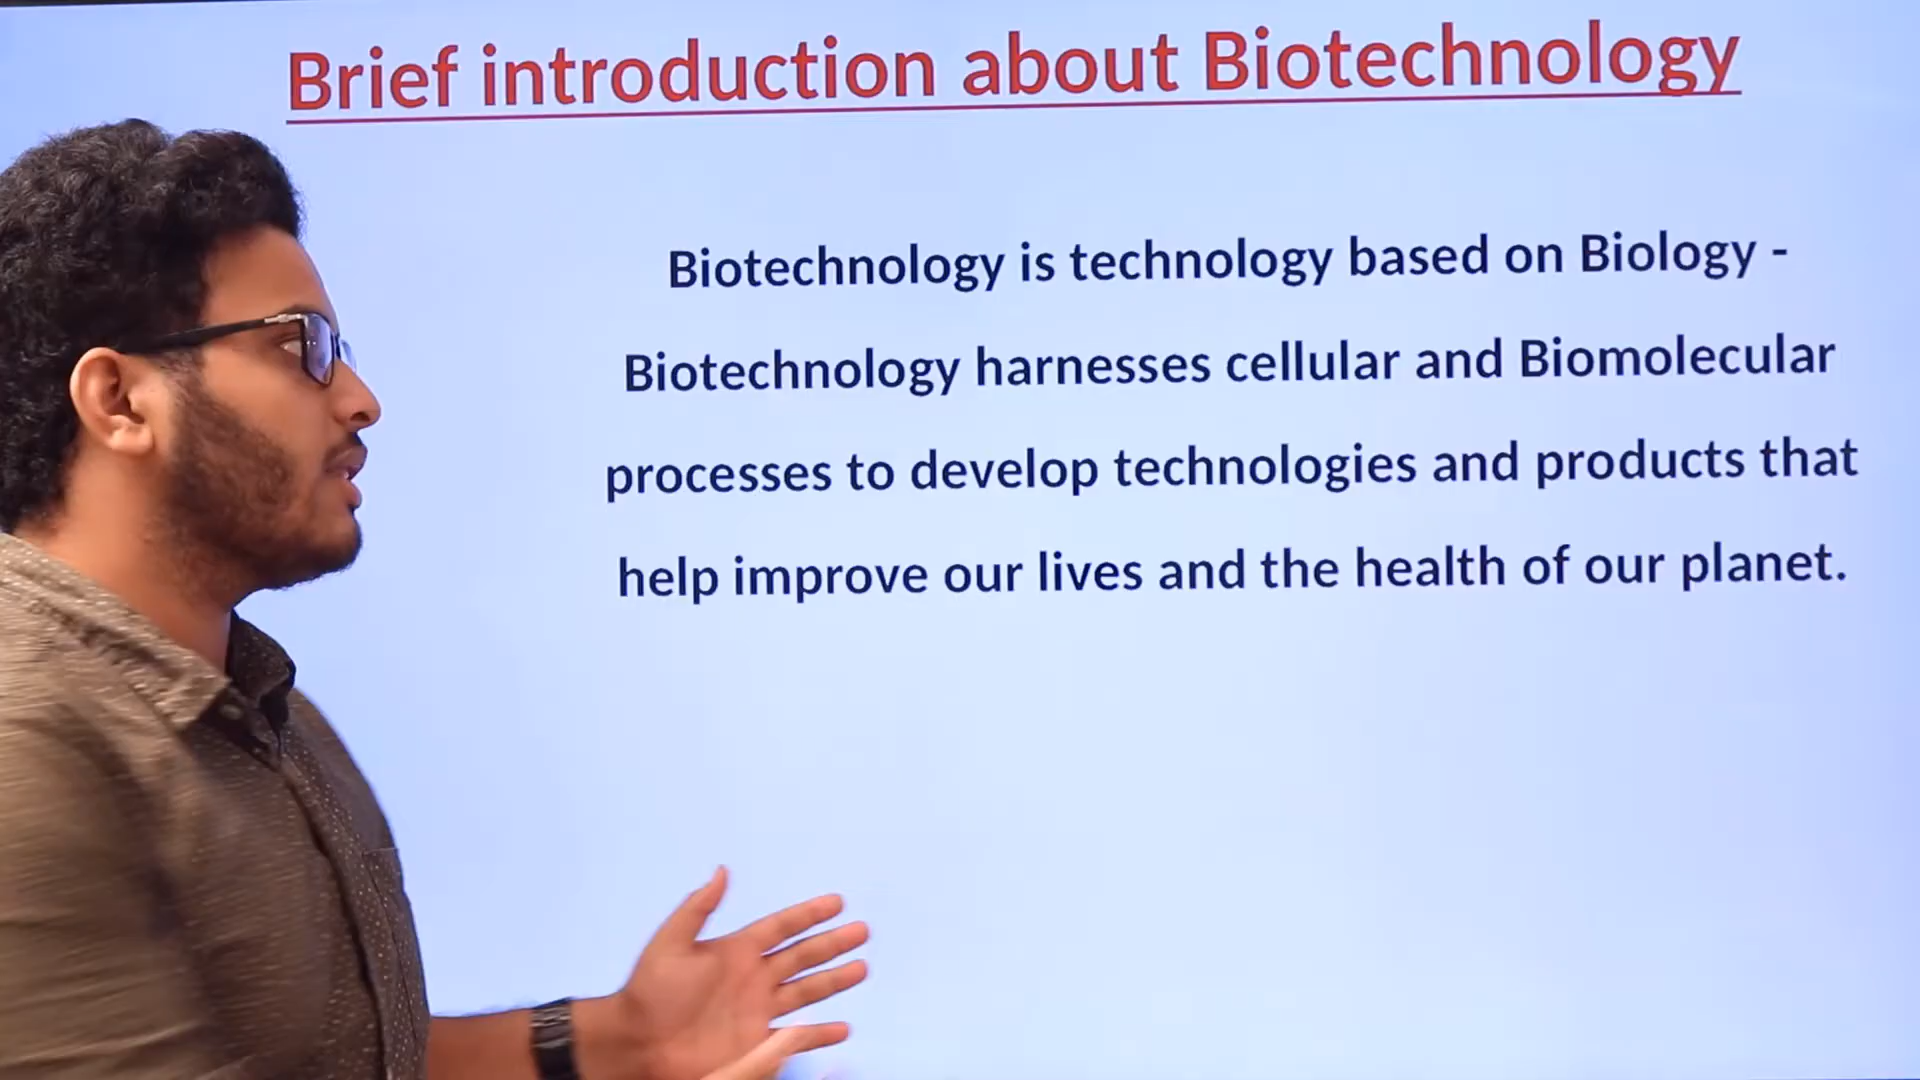 Brief introduction about Biotechnology
Biotechnology is technology based on Biology -
Biotechnology harnesses cellular and Biomolecular
processes to develop technologies and products that
help improve our lives and the health of our planet.